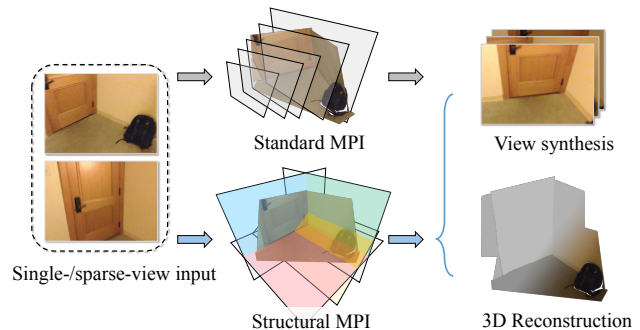 Standard MPI
View synthesis
Single-/sparse-view input
Structural MPI
3D Reconstruction